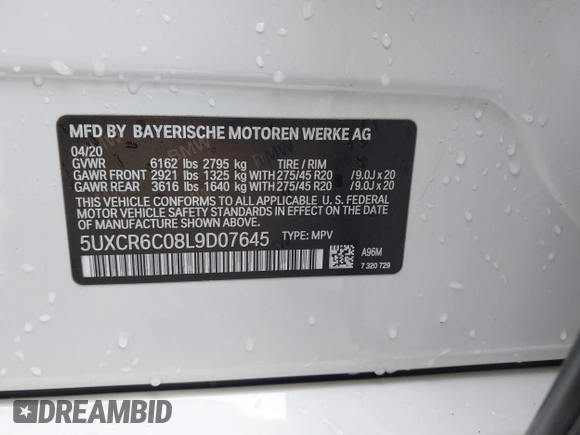 MFD BY BAYERISCHE MOTOREN WERKE AG
04/20
GVWR 6162 lbs 2795 kg TIRE / RIM
GAWR FRONT 2921 lbs 1325 kg WITH 275/45 R20 /9.0J x 20
GAWR REAR 3616 lbs 1640 kg WITH 275/45 R20 /9.0J x 20
THIS VEHICLE CONFORMS TO ALL APPLICABLE U. S. FEDERAL
MOTOR VEHICLE SAFETY STANDARDS IN EFFECT ON THE
DATE OF MANUFACTURE SHOWN ABOVE.
5UXCR6C08L9D07645 TYPE: MPV
A96M
7 320 729
DREAMBID